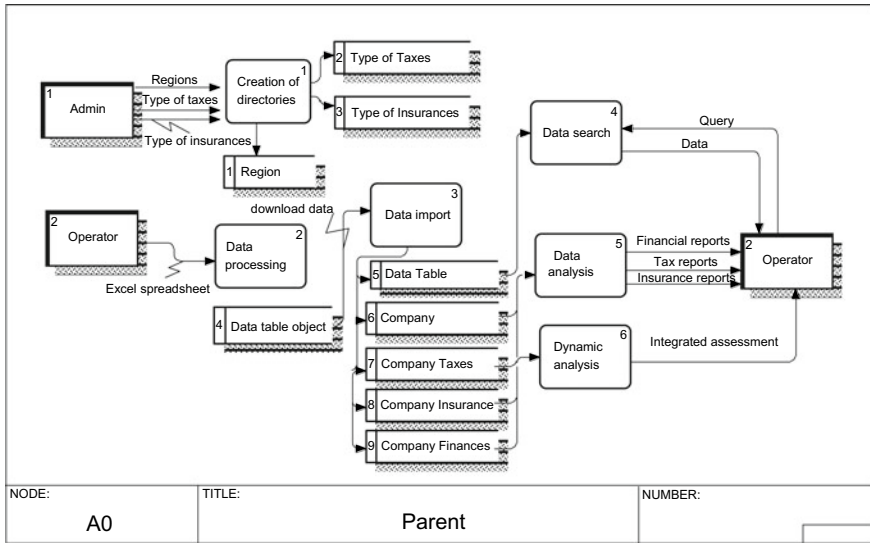 1
Admin
Regions
Type of taxes
Type of insurances
1
Creation of
directories
2 Type of Taxes
3 Type of Insurances
1 Region
4
Data search
Query
Data
2
Operator
Excel spreadsheet
2
Data
processing
download data
3
Data import
4 Data table object
5 Data Table
6 Company
7 Company Taxes
8 Company Insurance
9 Company Finances
5
Data
analysis
Financial reports
Tax reports
Insurance reports
2
Operator
6
Dynamic
analysis
Integrated assessment
NODE:
A0
TITLE:
Parent
NUMBER: